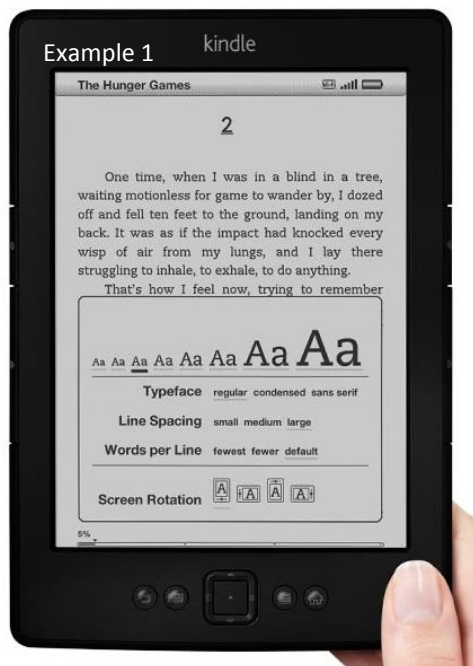 Example 1
kindle
The Hunger Games
2
One time, when I was in a blind in a tree,
waiting motionless for game to wander by, I dozed
off and fell ten feet to the ground, landing on my
back. It was as if the impact had knocked every
wisp of air from my lungs, and I lay there
struggling to inhale, to exhale, to do anything.
That's how I feel now, trying to remember
Aa Aa Aa Aa Aa Aa Aa Aa
Typeface regular condensed sans serif
Line Spacing small medium large
Words per Line fewest fewer default
Screen Rotation A A A A
5%